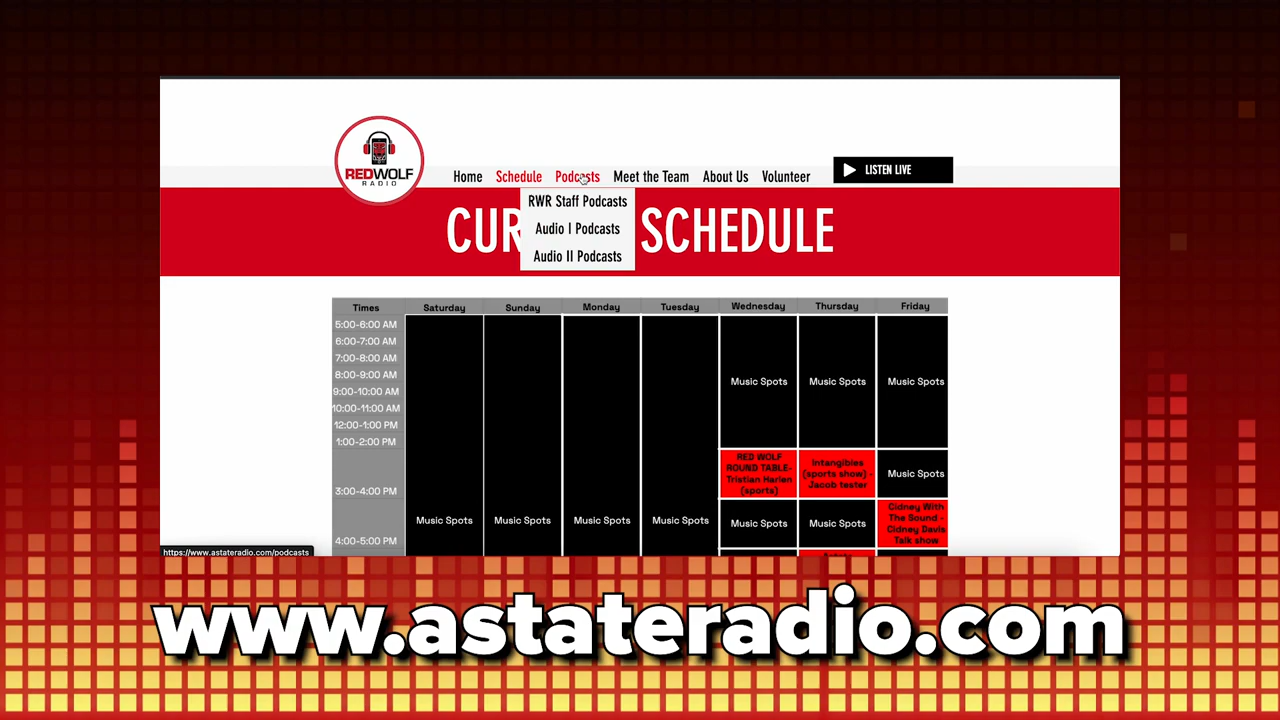 REDWOLF
RADIO
Home Schedule Podcasts Meet the Team About Us Volunteer
LISTEN LIVE
RWR Staff Podcasts
Audio I Podcasts
Audio II Podcasts
CUR SCHEDULE
Times Saturday Sunday Monday Tuesday Wednesday Thursday Friday
5:00-6:00 AM
6:00-7:00 AM
7:00-8:00 AM
8:00-9:00 AM
9:00-10:00 AM
10:00-11:00 AM
12:00-1:00 PM
1:00-2:00 PM
3:00-4:00 PM
4:00-5:00 PM
Music Spots
Music Spots
Music Spots
Music Spots
Music Spots Music Spots Music Spots
RED WOLF
ROUND TABLE-
Tristian Harlen
(sports)
Intangibles
(sports show) -
Jacob tester
Music Spots
Music Spots Music Spots
Cidney With
The Sound -
Cidney Davis
Talk show
https://www.astateradio.com/podcasts
www.astateradio.com